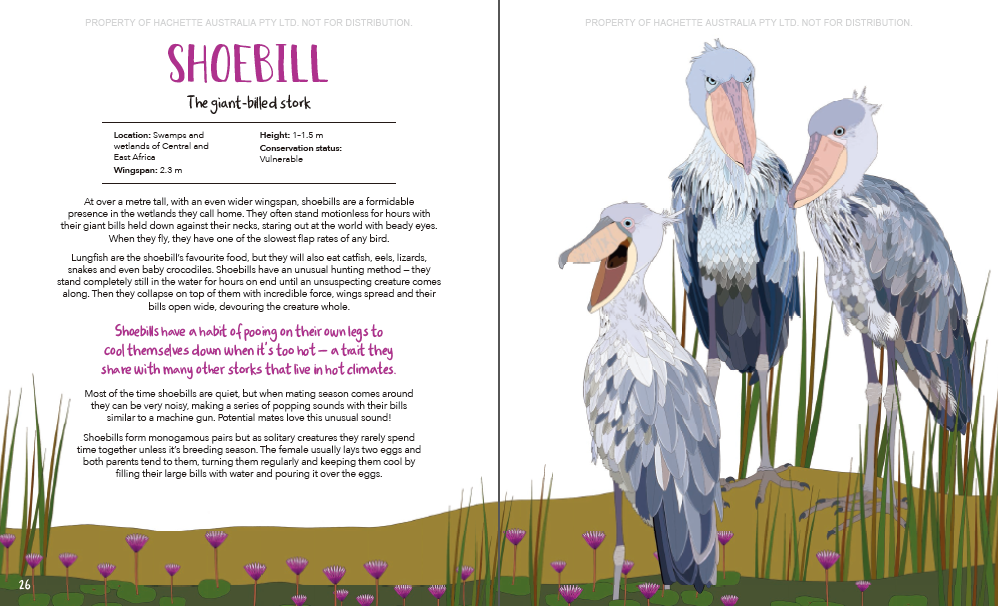 PROPERTY OF HACHETTE AUSTRALIA PTY LTD. NOT FOR DISTRIBUTION.
SHOEBILL
The giant-billed stork
Location: Swamps and
wetlands of Central and
East Africa
Wingspan: 2.3 m
Height: 1–1.5 m
Conservation status:
Vulnerable
At over a metre tall, with an even wider wingspan, shoebills are a formidable
presence in the wetlands they call home. They often stand motionless for hours with
their giant bills held down against their necks, staring out at the world with beady eyes.
When they fly, they have one of the slowest flap rates of any bird.
Lungfish are the shoebill's favourite food, but they will also eat catfish, eels, lizards,
snakes and even baby crocodiles. Shoebills have an unusual hunting method – they
stand completely still in the water for hours on end until an unsuspecting creature comes
along. Then they collapse on top of them with incredible force, wings spread and their
bills open wide, devouring the creature whole.
Shoebills have a habit of pooing on their own legs to
cool themselves down when it's too hot – a trait they
share with many other storks that live in hot climates.
Most of the time shoebills are quiet, but when mating season comes around
they can be very noisy, making a series of popping sounds with their bills
similar to a machine gun. Potential mates love this unusual sound!
Shoebills form monogamous pairs but as solitary creatures they rarely spend
time together unless it's breeding season. The female usually lays two eggs and
both parents tend to them, turning them regularly and keeping them cool by
filling their large bills with water and pouring it over the eggs.
26
PROPERTY OF HACHETTE AUSTRALIA PTY LTD. NOT FOR DISTRIBUTION.